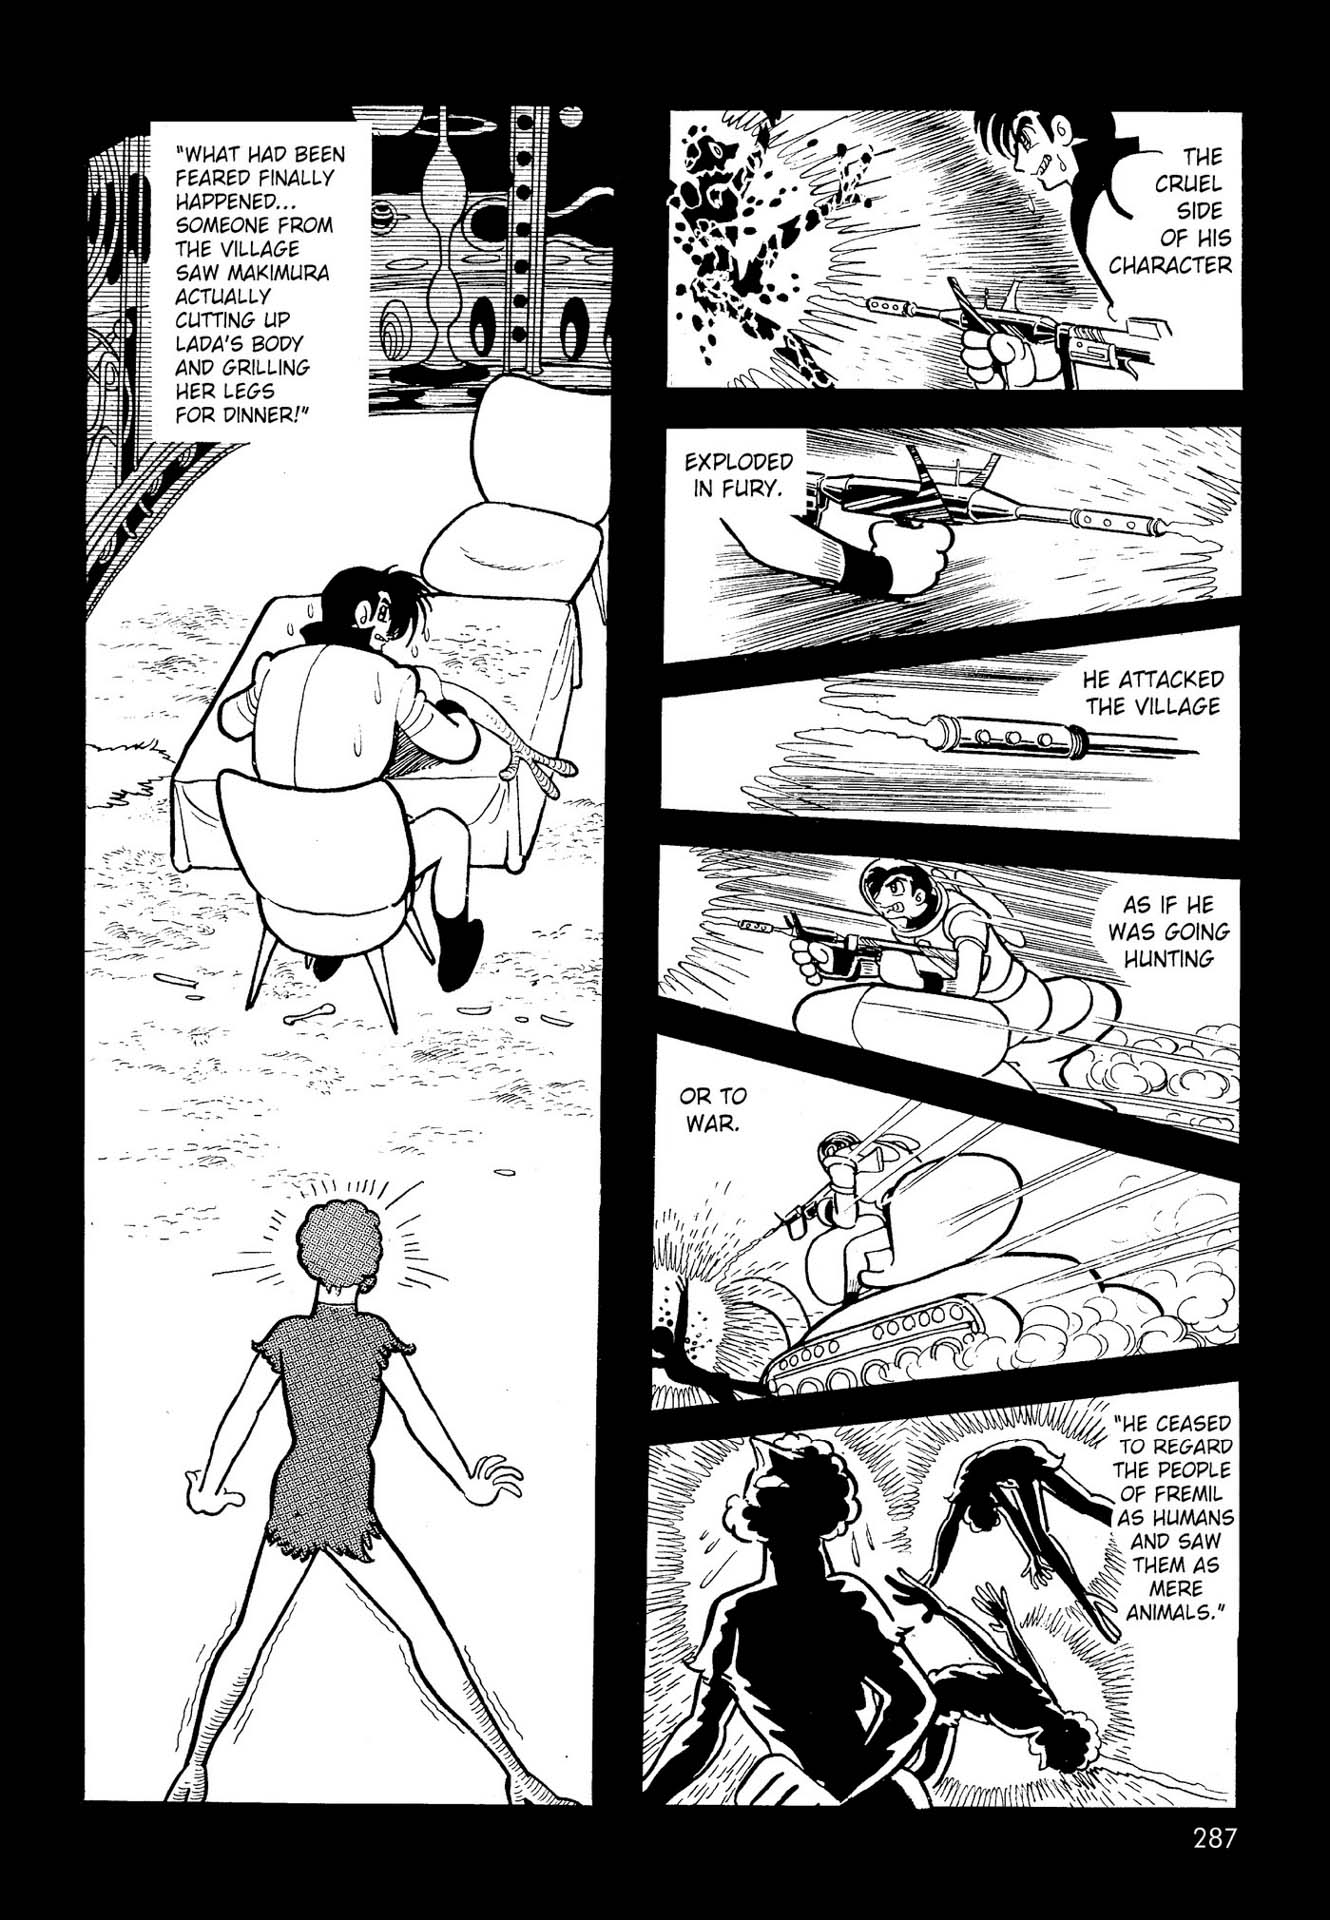 "WHAT HAD BEEN
FEARED FINALLY
HAPPENED...
SOMEONE FROM
THE VILLAGE
SAW MAKIMURA
ACTUALLY
CUTTING UP
LADA'S BODY
AND GRILLING
HER LEGS
FOR DINNER!"
THE
CRUEL
SIDE
OF HIS
CHARACTER
EXPLODED
IN FURY.
HE ATTACKED
THE VILLAGE
AS IF HE
WAS GOING
HUNTING
OR TO
WAR.
"HE CEASED
TO REGARD
THE PEOPLE
OF FREMIL
AS HUMANS
AND SAW
THEM AS
MERE
ANIMALS."
287